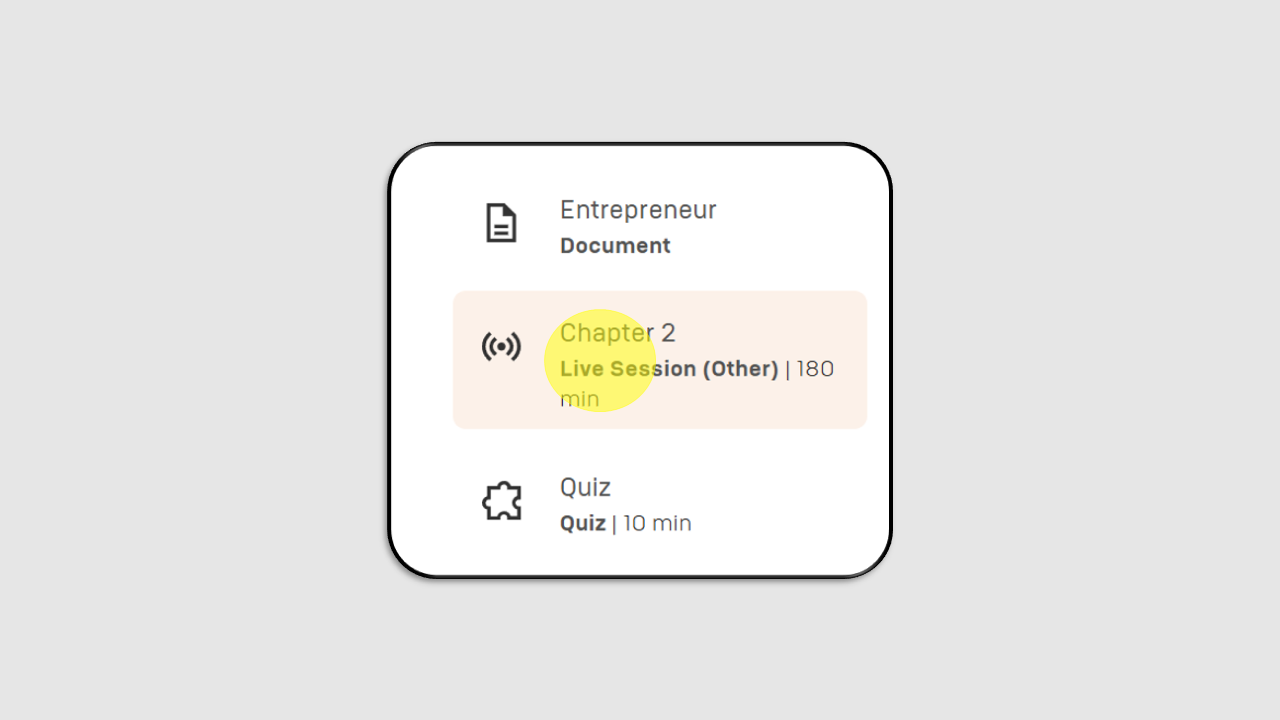 Entrepreneur
Document
Chapter 2
Live Session (Other) | 180
min
Quiz
Quiz | 10 min